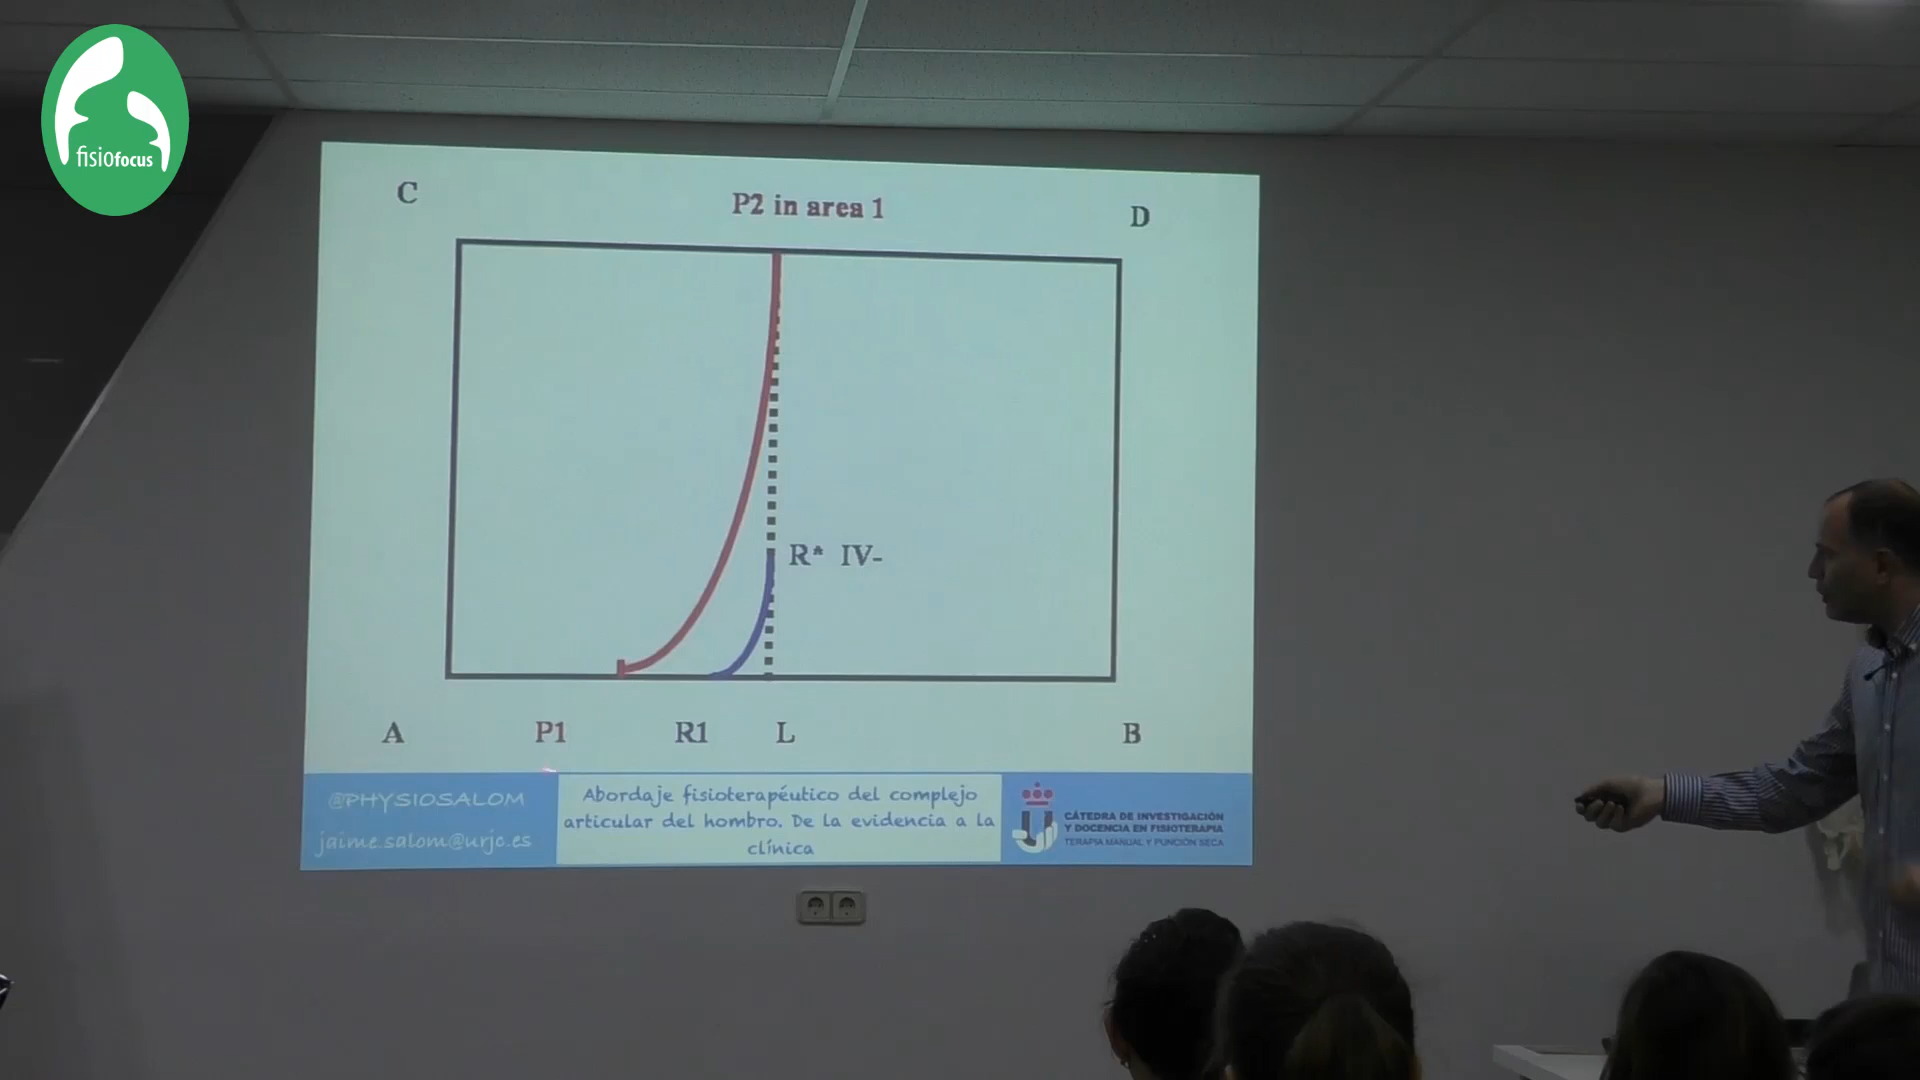 fisiofocus
C
P2 in area 1
D
R* IV-
A
P1
R1
L
B
@PHYSIOSALOM
jaime.salom@urjc.es
Abordaje fisioterapéutico del complejo
articular del hombro. De la evidencia a la
clínica
CÁTEDRA DE INVESTIGACIÓN
Y DOCENCIA EN FISIOTERAPIA
TERAPIA MANUAL Y PUNCIÓN SECA